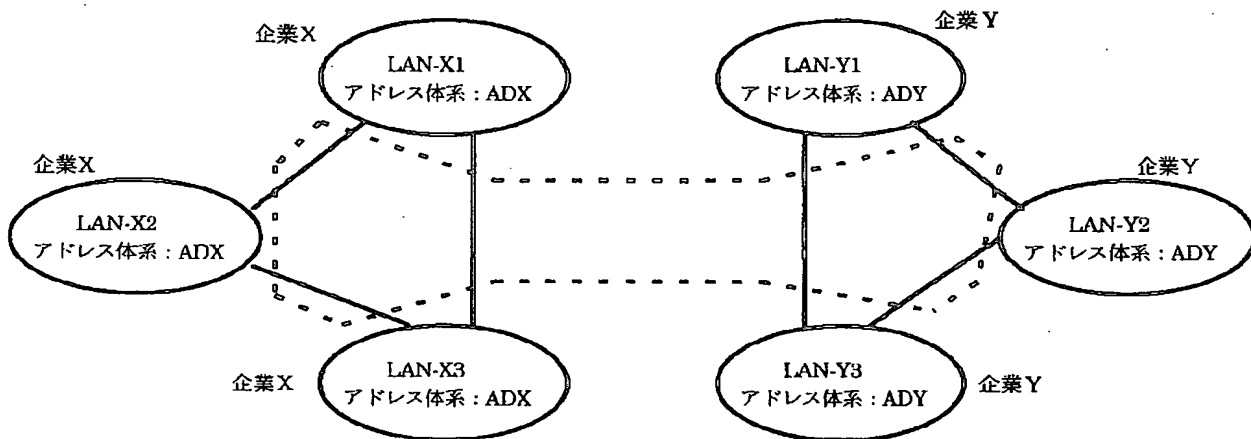 企業X
LAN-X1
アドレス体系：ADX
企業Y
LAN-Y1
アドレス体系：ADY
企業X
LAN-X2
アドレス体系：ADX
企業Y
LAN-Y2
アドレス体系：ADY
企業X
LAN-X3
アドレス体系：ADX
LAN-Y3
アドレス体系：ADY
企業Y